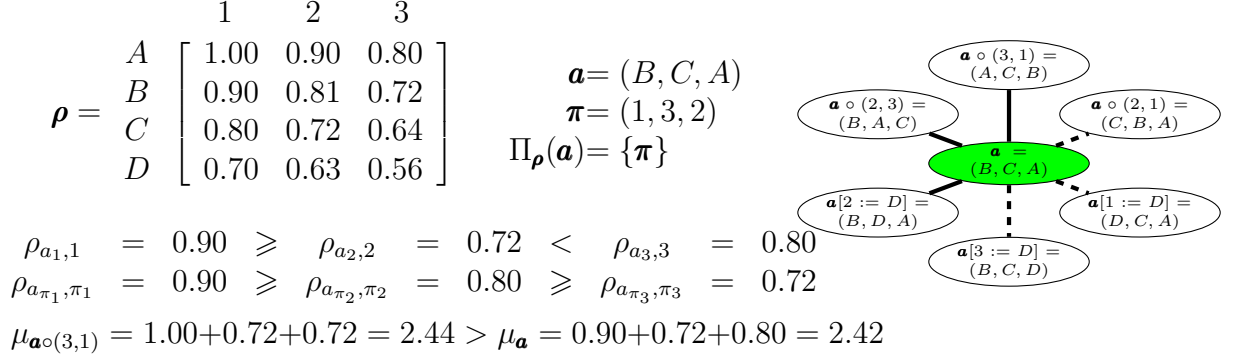 1 2 3
A 1.00 0.90 0.80
B 0.90 0.81 0.72
ρ =
C 0.80 0.72 0.64
D 0.70 0.63 0.56
a = (B, C, A)
π = (1, 3, 2)
Π_ρ(a) = {π}
a ∘ (3, 1) =
(A, C, B)
a ∘ (2, 3) =
(B, A, C)
a ∘ (2, 1) =
(C, B, A)
a =
(B, C, A)
a[2 := D] =
(B, D, A)
a[1 := D] =
(D, C, A)
a[3 := D] =
(B, C, D)
ρ_{a_1,1} = 0.90 ⩾ ρ_{a_2,2} = 0.72 < ρ_{a_3,3} = 0.80
ρ_{a_{π_1},π_1} = 0.90 ⩾ ρ_{a_{π_2},π_2} = 0.80 ⩾ ρ_{a_{π_3},π_3} = 0.72
μ_{a∘(3,1)} = 1.00+0.72+0.72 = 2.44 > μ_a = 0.90+0.72+0.80 = 2.42